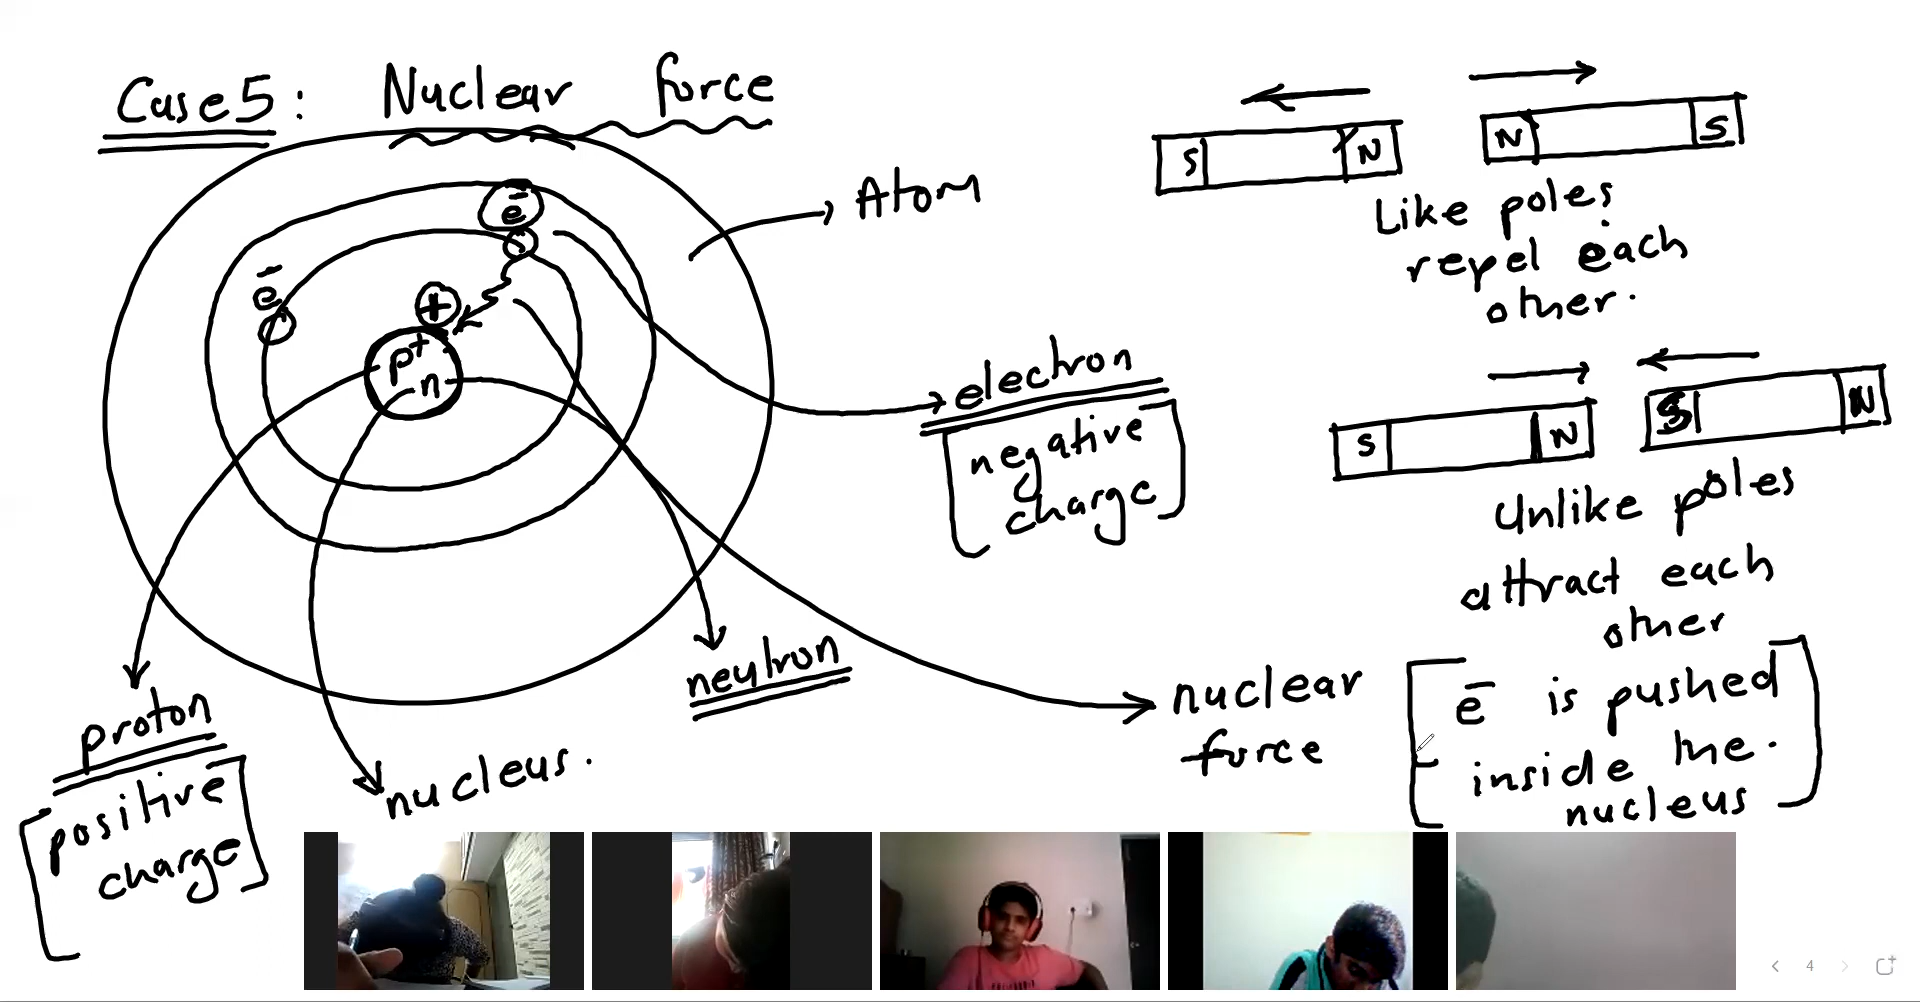 Case 5: Nuclear force
S N
N S
Like poles
repel each
other.
Atom
e-
e-
+
P+
n
electron
[negative
charge]
S N
S N
Unlike poles
attract each
other
neutron
nuclear
force
[e- is pushed
inside the.
nucleus]
proton
[positive
charge]
nucleus.
4